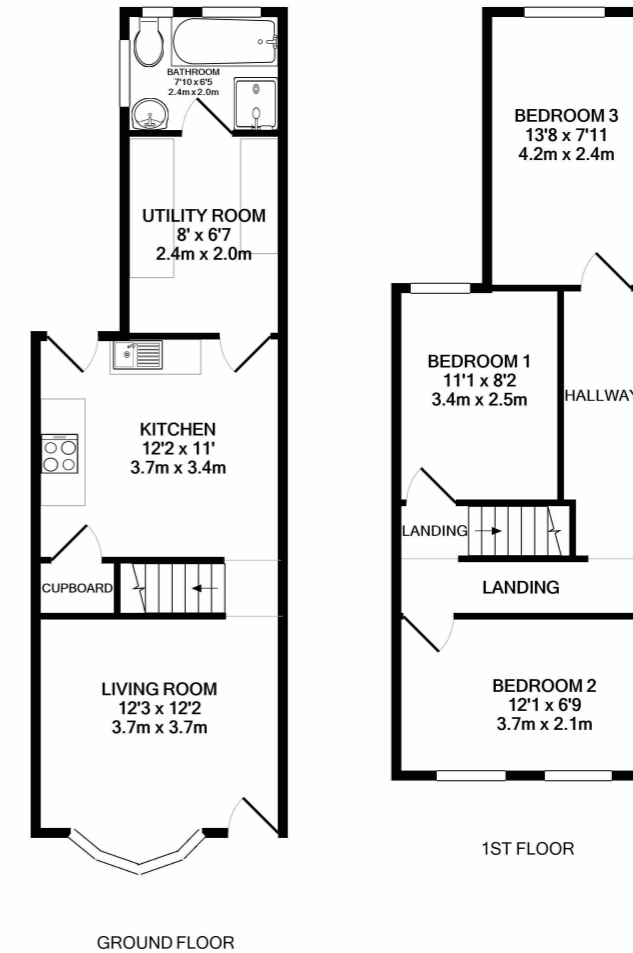 BATHROOM
7'10 x 6'5
2.4m x 2.0m
UTILITY ROOM
8' x 6'7
2.4m x 2.0m
KITCHEN
12'2 x 11'
3.7m x 3.4m
CUPBOARD
LIVING ROOM
12'3 x 12'2
3.7m x 3.7m
GROUND FLOOR
BEDROOM 3
13'8 x 7'11
4.2m x 2.4m
BEDROOM 1
11'1 x 8'2
3.4m x 2.5m
HALLWAY
LANDING
LANDING
BEDROOM 2
12'1 x 6'9
3.7m x 2.1m
1ST FLOOR